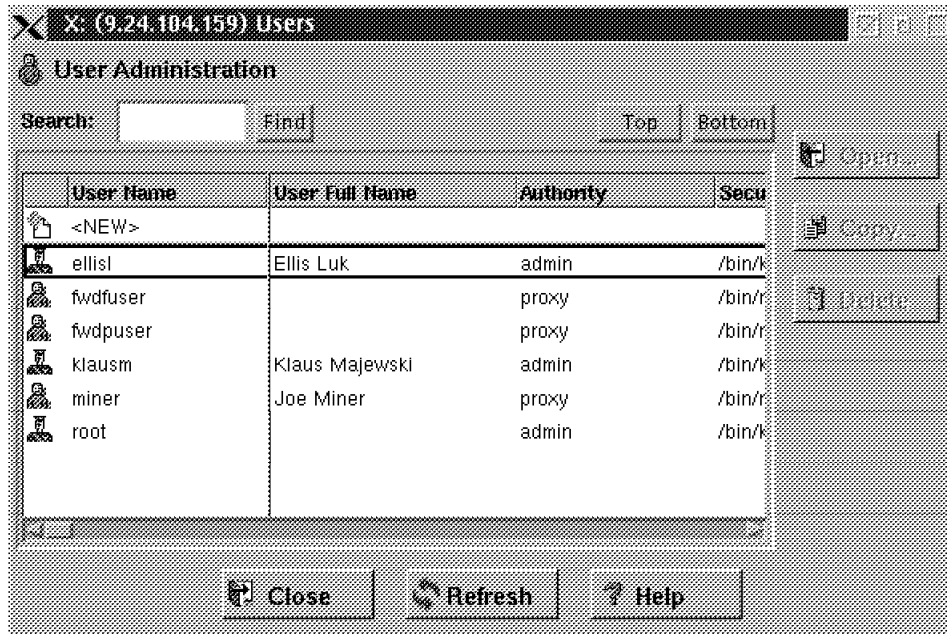 X: (9.24.104.159) Users
User Administration
Search: Find Top Bottom
Open...
User Name User Full Name Authority Secu
<NEW>
Copy...
ellisl Ellis Luk admin /bin/k
fwdfuser proxy /bin/r
Delete
fwdpuser proxy /bin/r
klausm Klaus Majewski admin /bin/k
miner Joe Miner proxy /bin/r
root admin /bin/k
Close Refresh Help